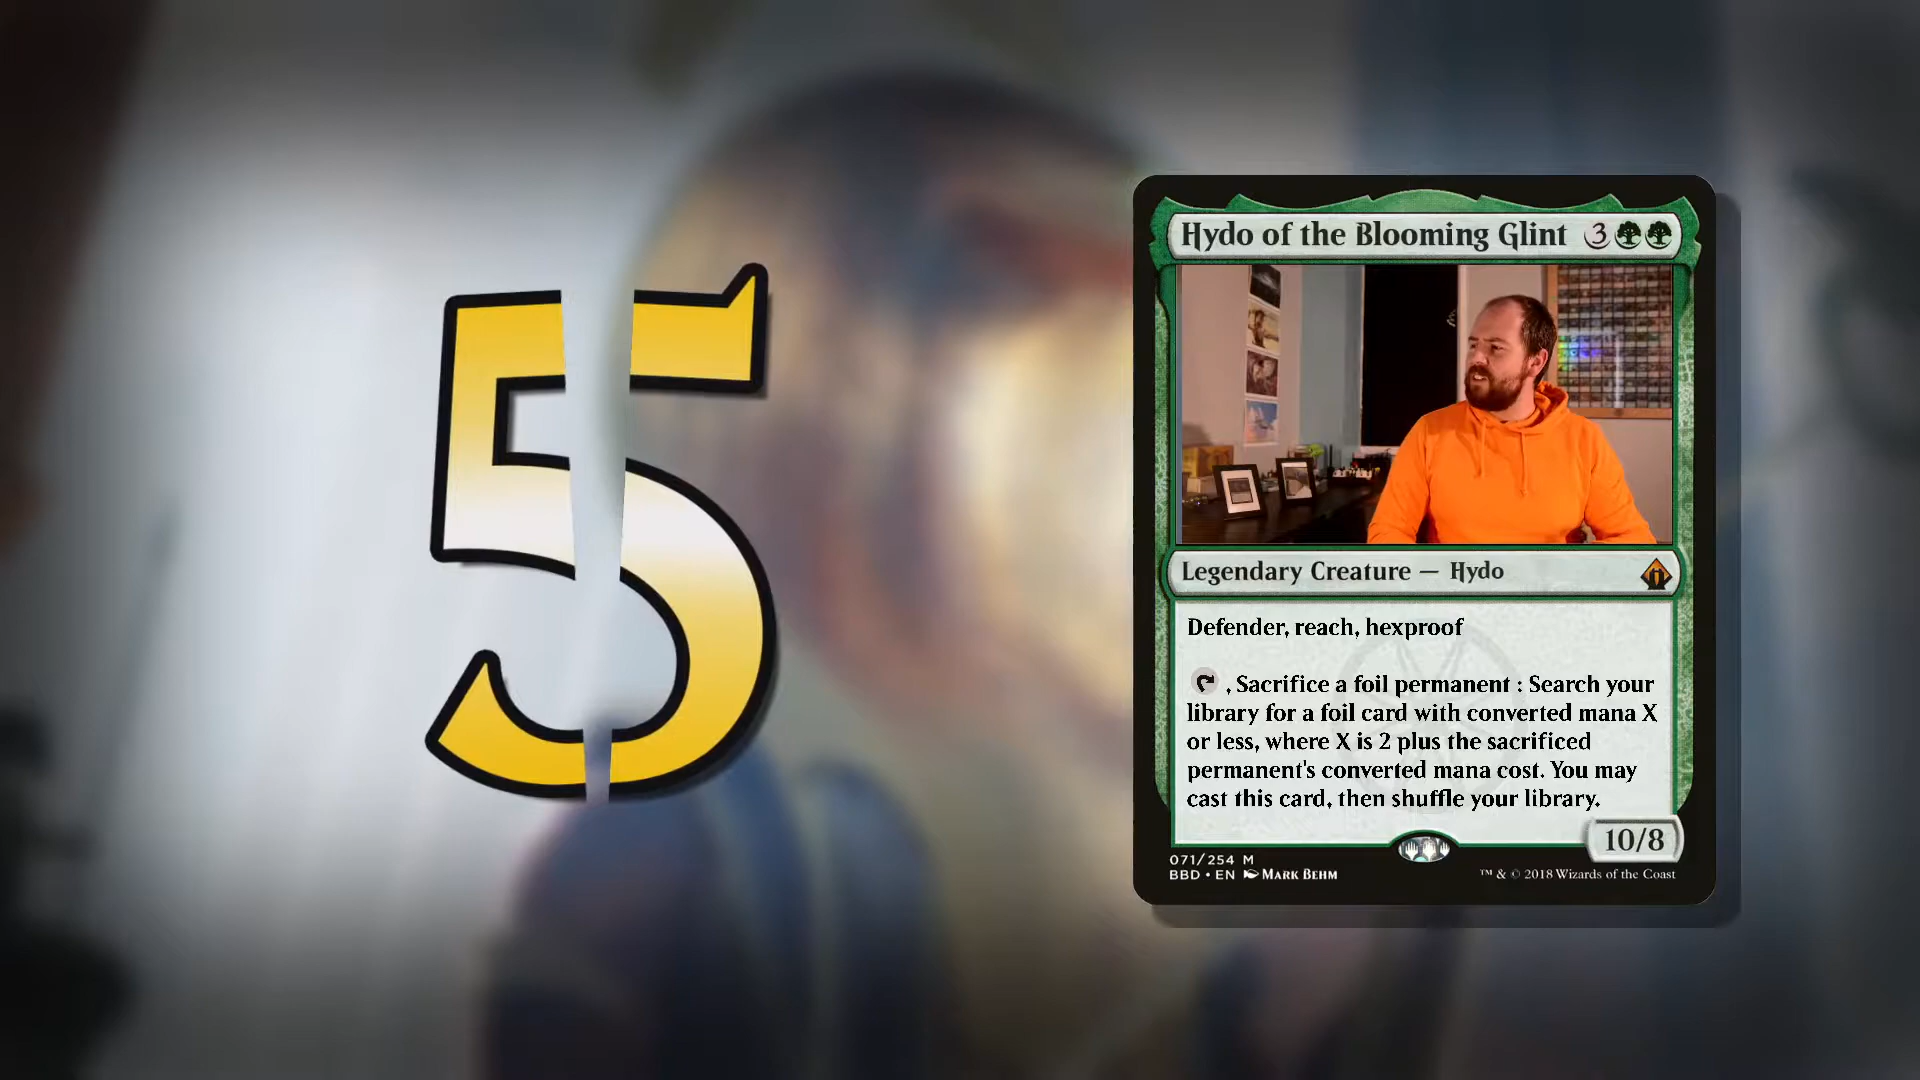 5
Hydo of the Blooming Glint 3
Legendary Creature — Hydo
Defender, reach, hexproof
, Sacrifice a foil permanent : Search your
library for a foil card with converted mana X
or less, where X is 2 plus the sacrificed
permanent's converted mana cost. You may
cast this card, then shuffle your library.
10/8
071/254 M
BBD • EN Mark Behm
™ & © 2018 Wizards of the Coast